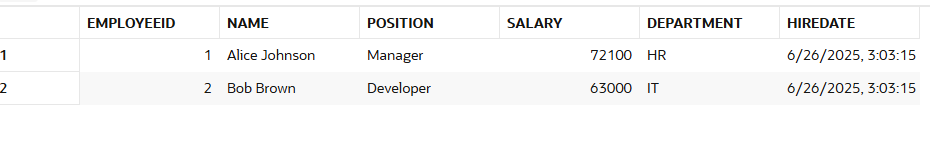 EMPLOYEEID NAME POSITION SALARY DEPARTMENT HIREDATE
1 1 Alice Johnson Manager 72100 HR 6/26/2025, 3:03:15
2 2 Bob Brown Developer 63000 IT 6/26/2025, 3:03:15